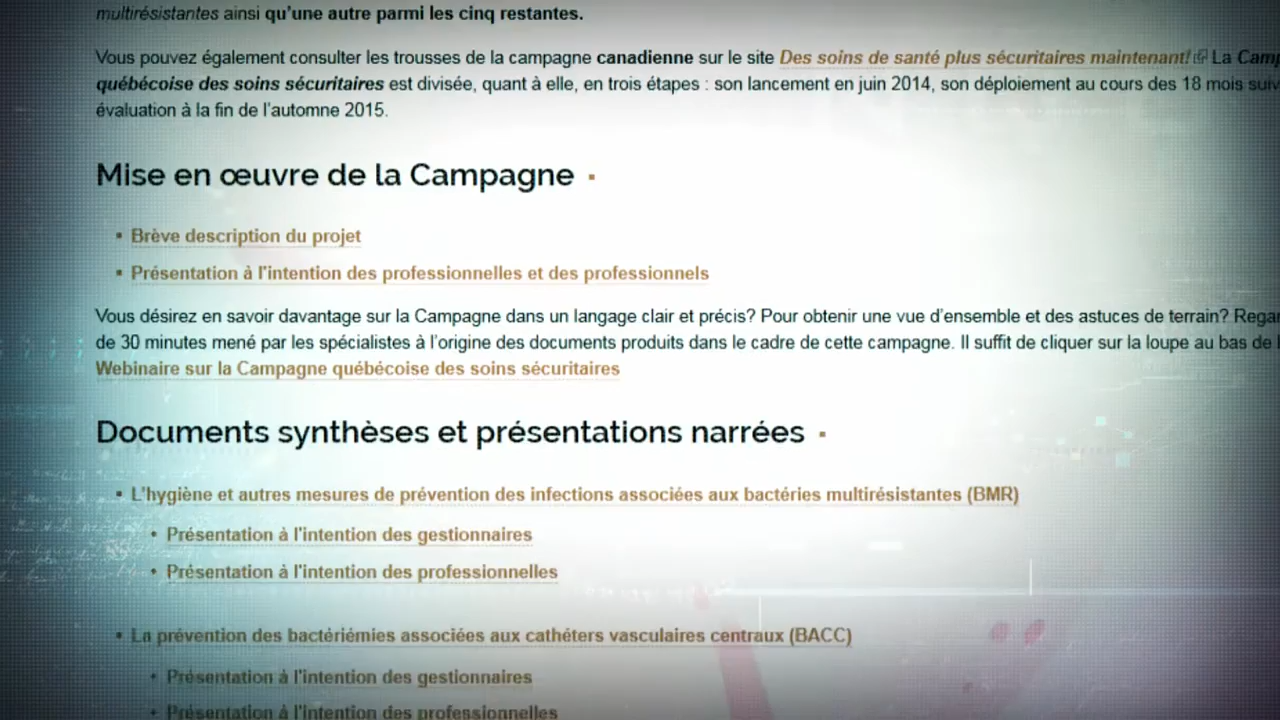 multirésistantes ainsi qu'une autre parmi les cinq restantes.
Vous pouvez également consulter les trousses de la campagne canadienne sur le site Des soins de santé plus sécuritaires maintenant! La
québécoise des soins sécuritaires est divisée, quant à elle, en trois étapes : son lancement en juin 2014, son déploiement au cours des 18 mois
évaluation à la fin de l'automne 2015.
Mise en œuvre de la Campagne
Brève description du projet
Présentation à l'intention des professionnelles et des professionnels
Vous désirez en savoir davantage sur la Campagne dans un langage clair et précis? Pour obtenir une vue d'ensemble et des astuces de terrain?
de 30 minutes mené par les spécialistes à l'origine des documents produits dans le cadre de cette campagne. Il suffit de cliquer sur la loupe au bas de
Webinaire sur la Campagne québécoise des soins sécuritaires
Documents synthèses et présentations narrées
L'hygiène et autres mesures de prévention des infections associées aux bactéries multirésistantes (BMR)
Présentation à l'intention des gestionnaires
Présentation à l'intention des professionnelles
La prévention des bactériémies associées aux cathéters vasculaires centraux (BACC)
Présentation à l'intention des gestionnaires
Présentation à l'intention des professionnelles